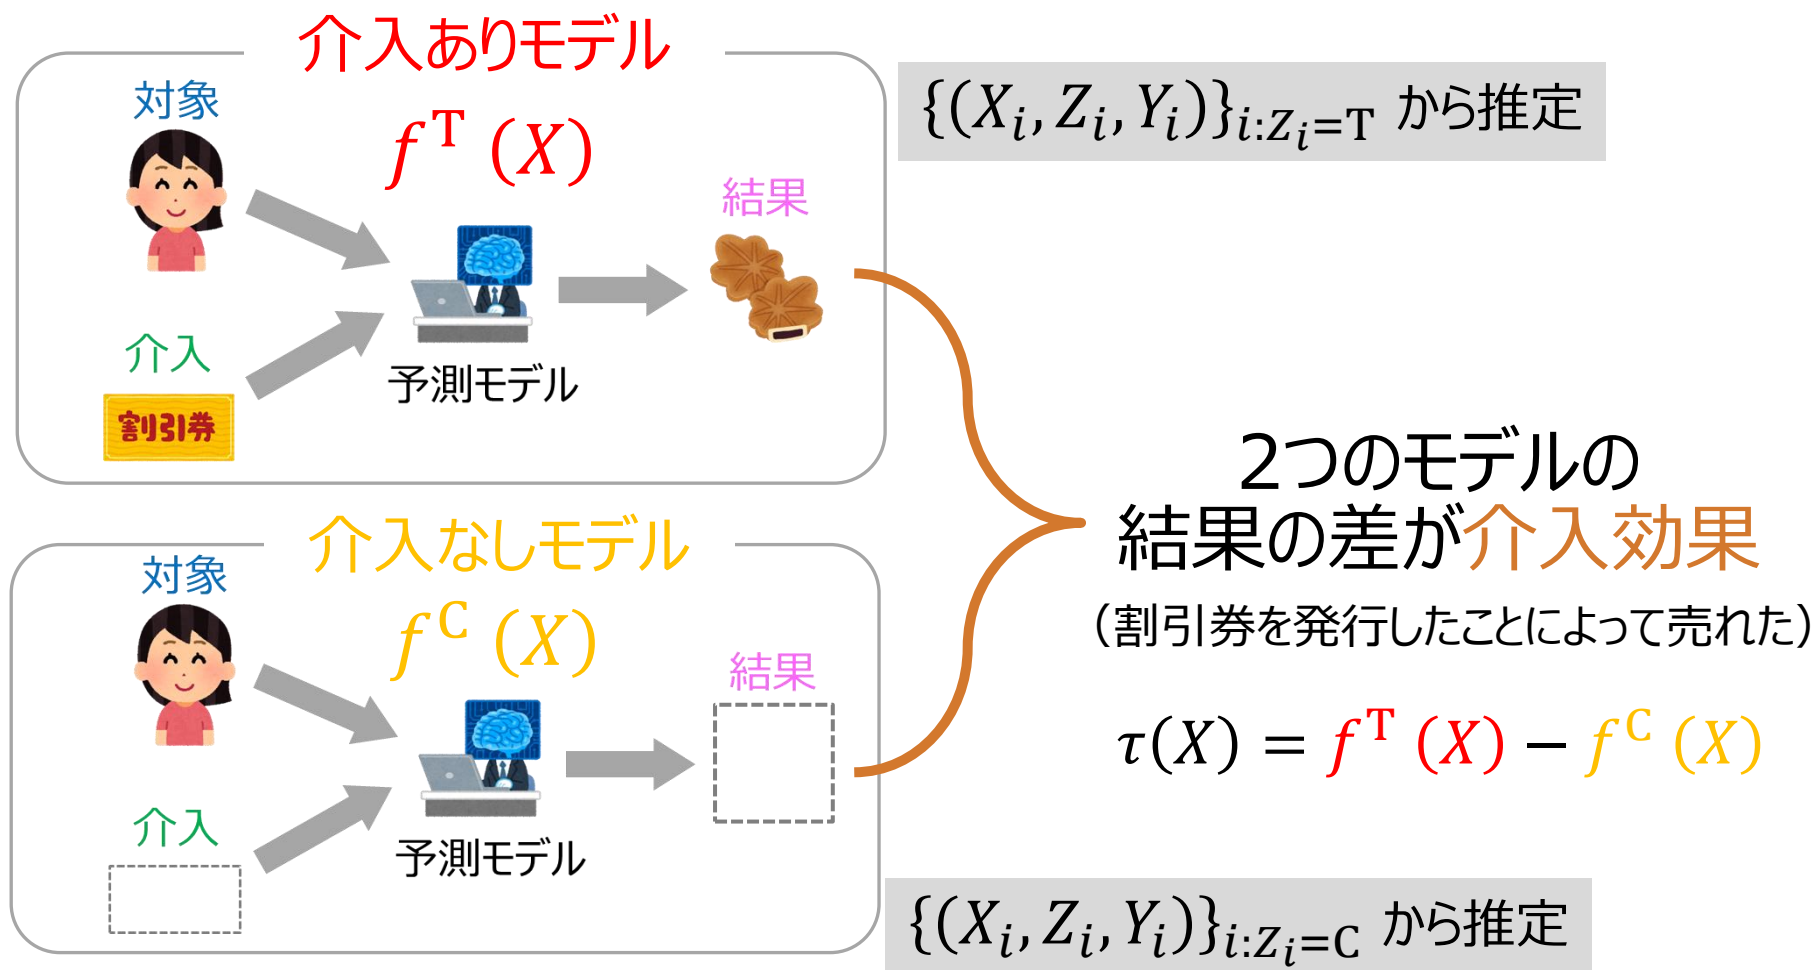 介入ありモデル
対象
f^T (X)
{(X_i, Z_i, Y_i)}_{i:Z_i=T} から推定
結果
介入
割引券
予測モデル
介入なしモデル
対象
f^C (X)
結果
介入
予測モデル
{(X_i, Z_i, Y_i)}_{i:Z_i=C} から推定
2つのモデルの
結果の差が介入効果
（割引券を発行したことによって売れた）
τ(X) = f^T (X) − f^C (X)